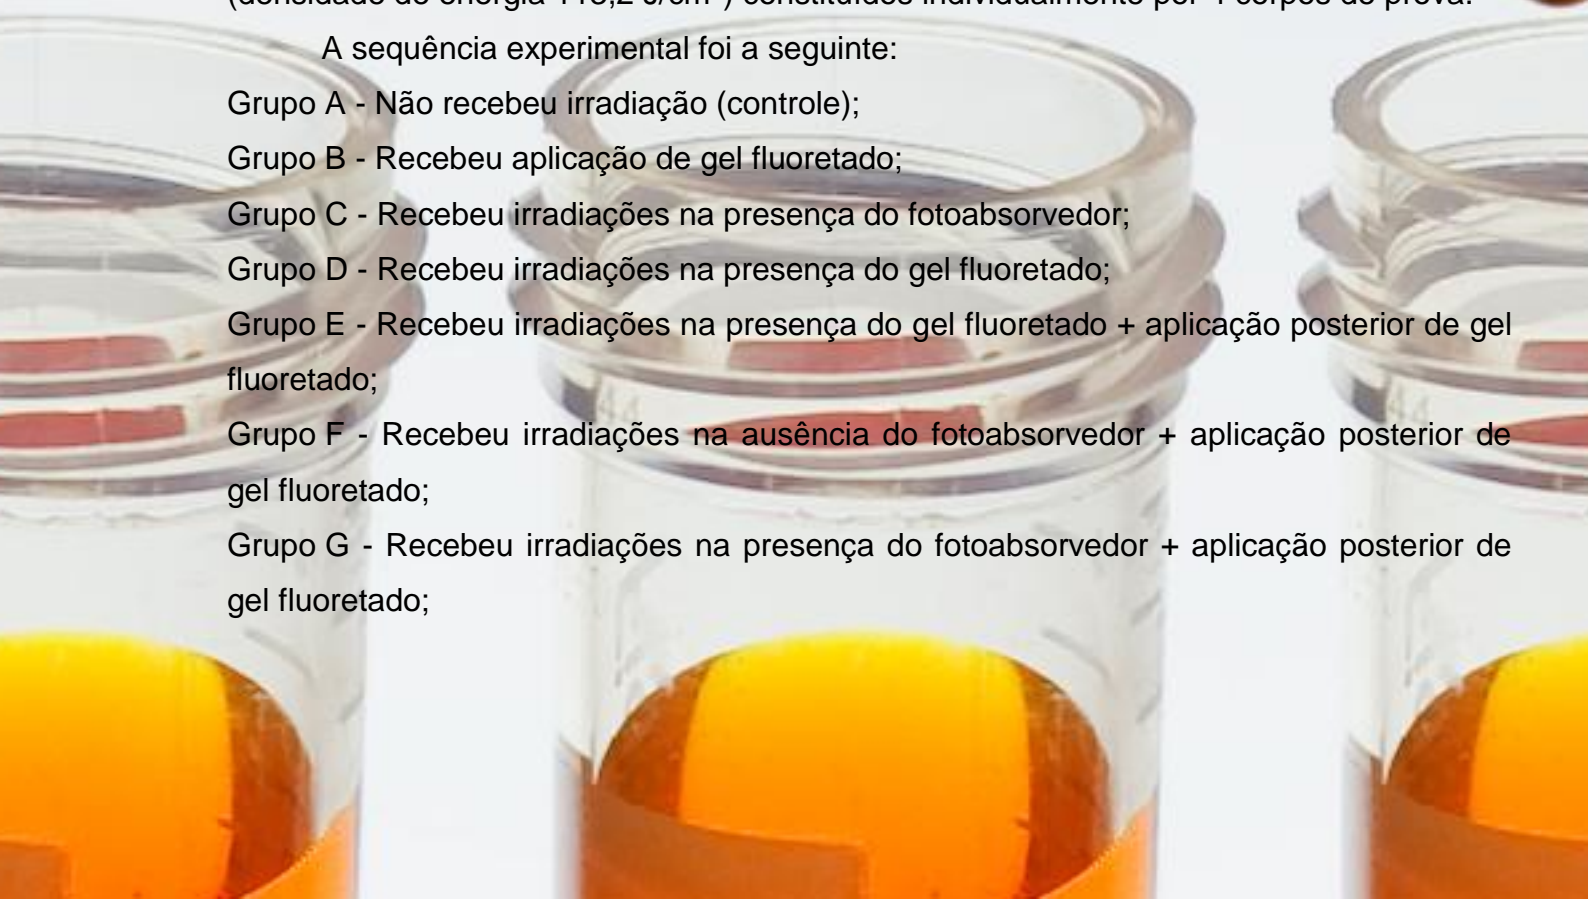 A sequência experimental foi a seguinte:
Grupo A - Não recebeu irradiação (controle);
Grupo B - Recebeu aplicação de gel fluoretado;
Grupo C - Recebeu irradiações na presença do fotoabsorvedor;
Grupo D - Recebeu irradiações na presença do gel fluoretado;
Grupo E - Recebeu irradiações na presença do gel fluoretado + aplicação posterior de gel
fluoretado;
Grupo F - Recebeu irradiações na ausência do fotoabsorvedor + aplicação posterior de
gel fluoretado;
Grupo G - Recebeu irradiações na presença do fotoabsorvedor + aplicação posterior de
gel fluoretado;